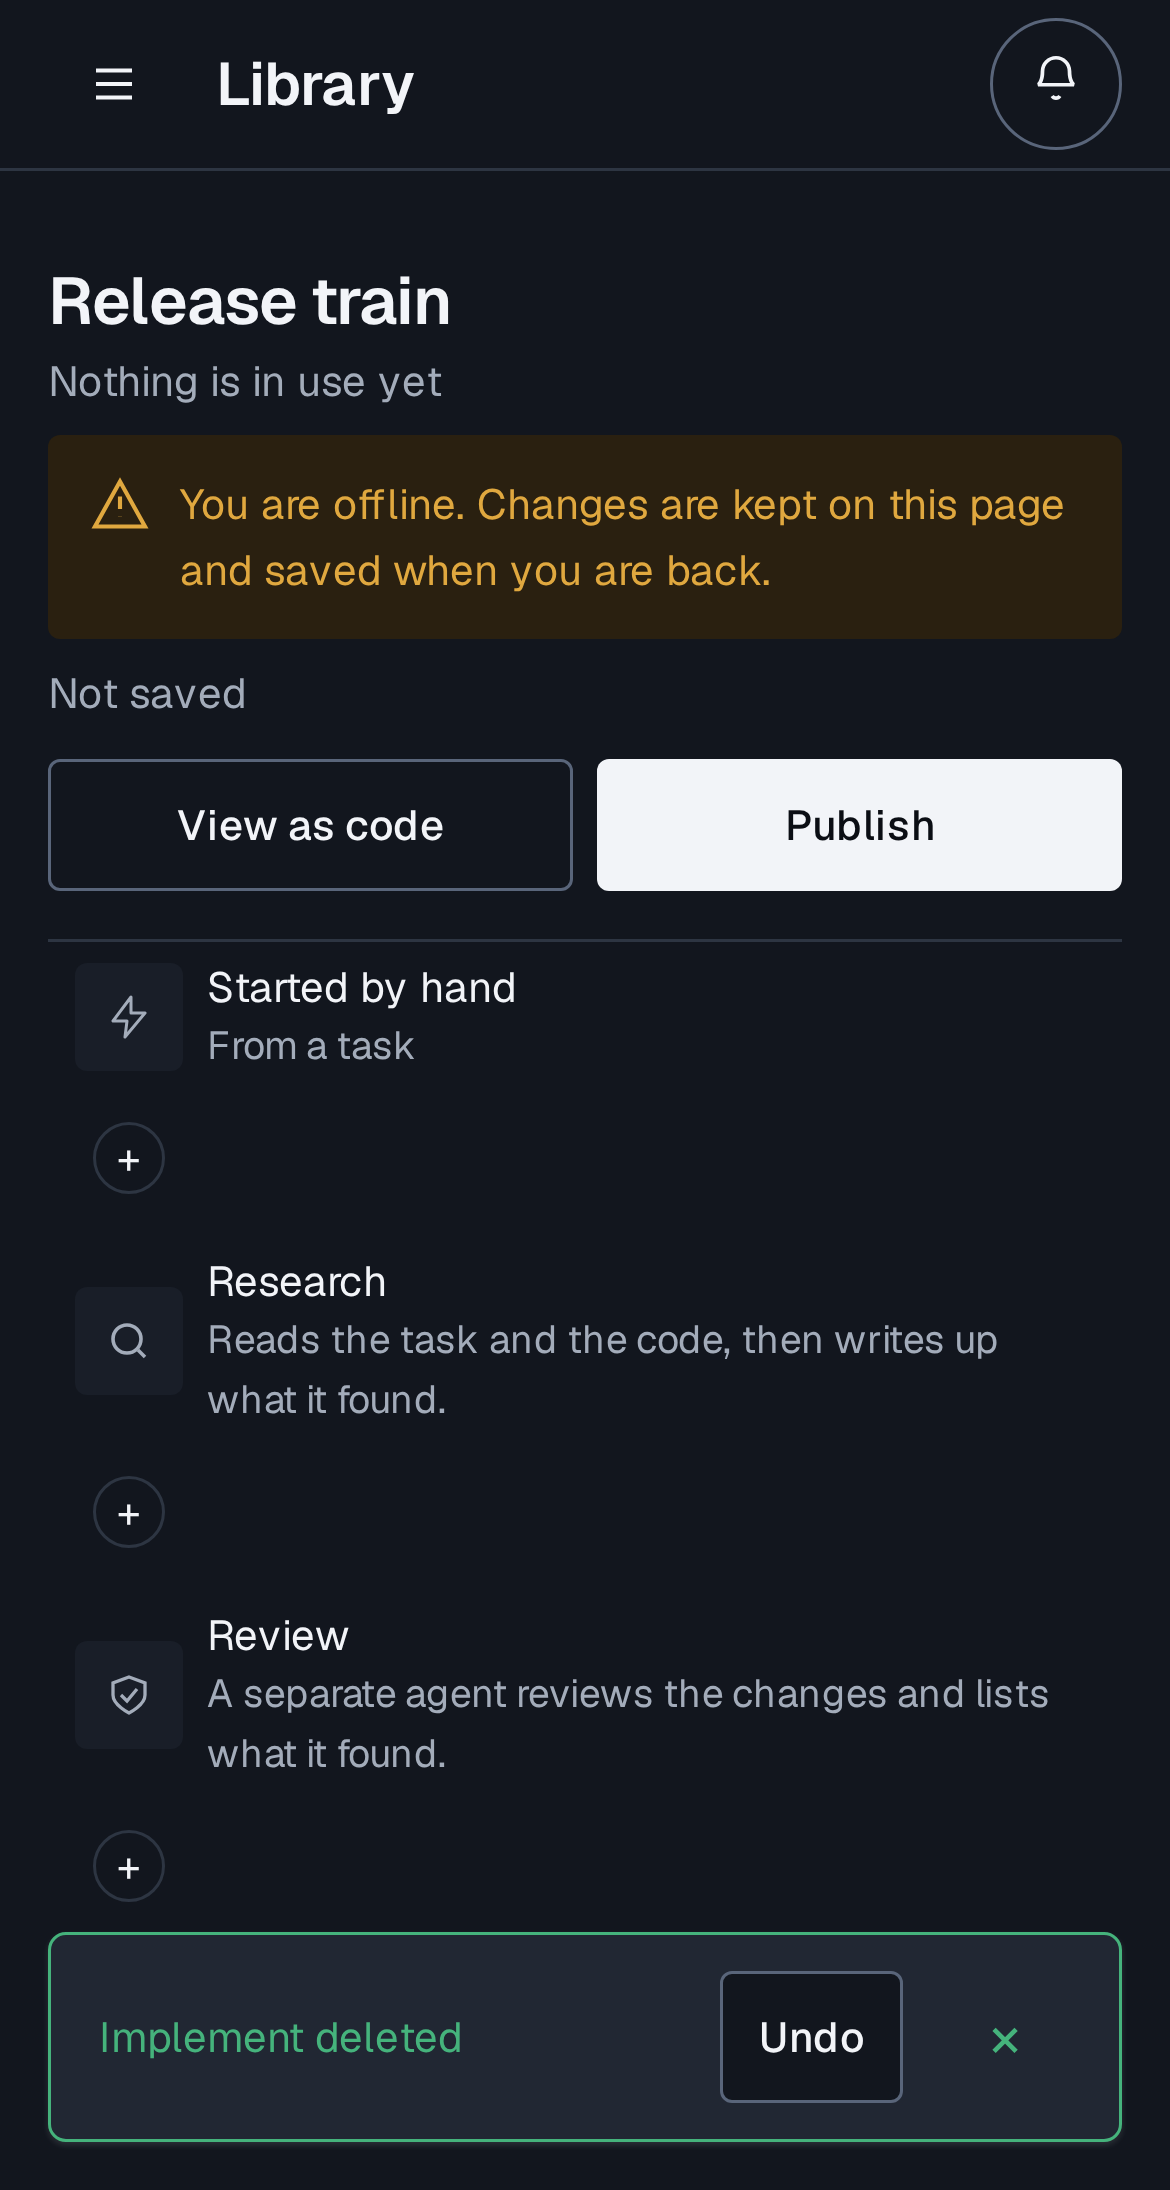 Library
Release train
Nothing is in use yet
You are offline. Changes are kept on this page
and saved when you are back.
Not saved
View as code
Publish
Started by hand
From a task
+
Research
Reads the task and the code, then writes up
what it found.
+
Review
A separate agent reviews the changes and lists
what it found.
+
Implement deleted
Undo
×